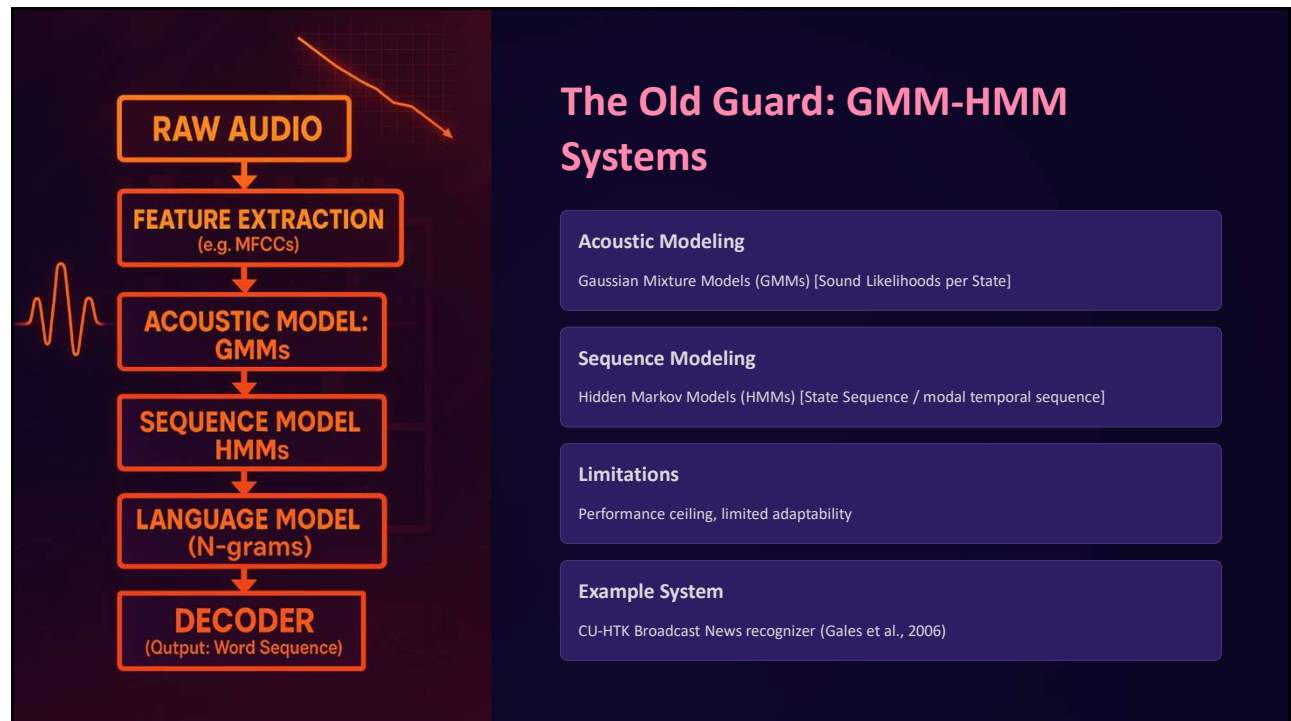 RAW AUDIO
FEATURE EXTRACTION
(e.g. MFCCs)
ACOUSTIC MODEL:
GMMs
SEQUENCE MODEL
HMMs
LANGUAGE MODEL
(N-grams)
DECODER
(Output: Word Sequence)
The Old Guard: GMM-HMM
Systems
Acoustic Modeling
Gaussian Mixture Models (GMMs) [Sound Likelihoods per State]
Sequence Modeling
Hidden Markov Models (HMMs) [State Sequence / modal temporal sequence]
Limitations
Performance ceiling, limited adaptability
Example System
CU-HTK Broadcast News recognizer (Gales et al., 2006)